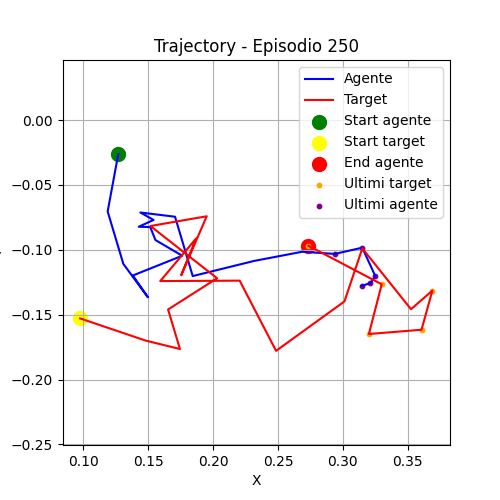 Trajectory - Episodio 250
Agente
Target
Start agente
Start target
End agente
Ultimi target
Ultimi agente
0.00
−0.05
−0.10
−0.15
−0.20
−0.25
0.10
0.15
0.20
0.25
0.30
0.35
X